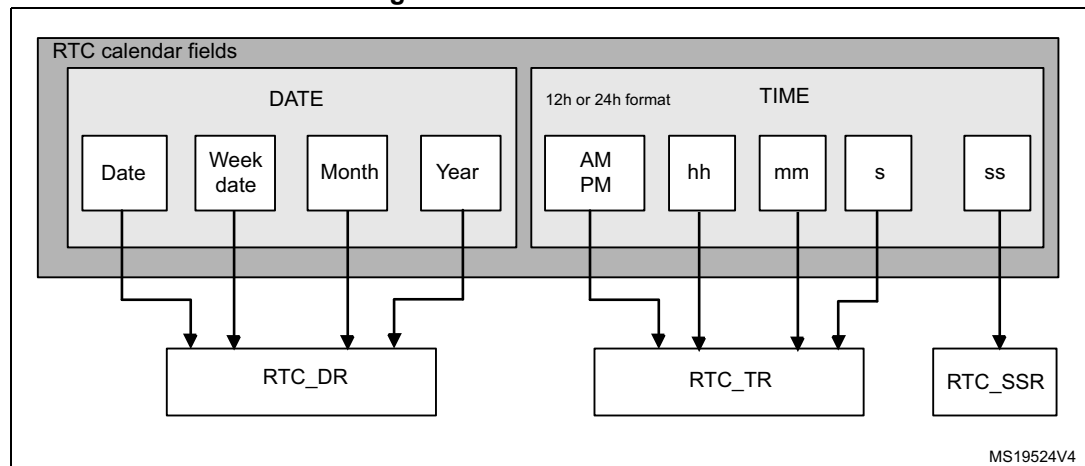 RTC calendar fields
DATE
12h or 24h format
TIME
Date
Week
date
Month
Year
AM
PM
hh
mm
s
ss
RTC_DR
RTC_TR
RTC_SSR
MS19524V4